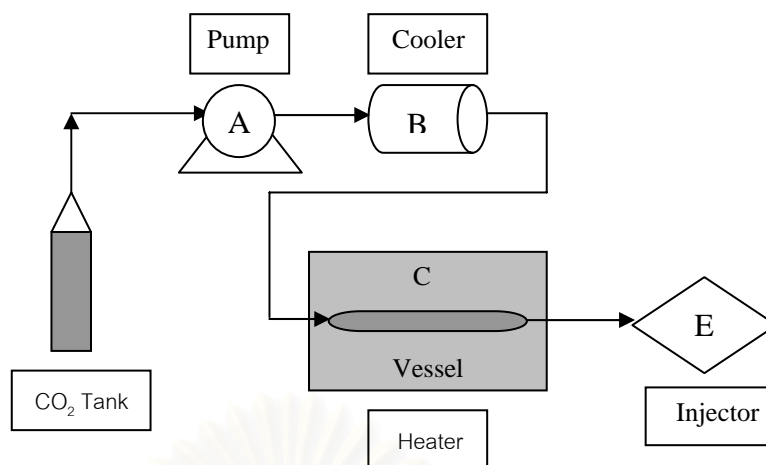 Pump
Cooler
A
B
C
E
Vessel
CO₂ Tank
Heater
Injector